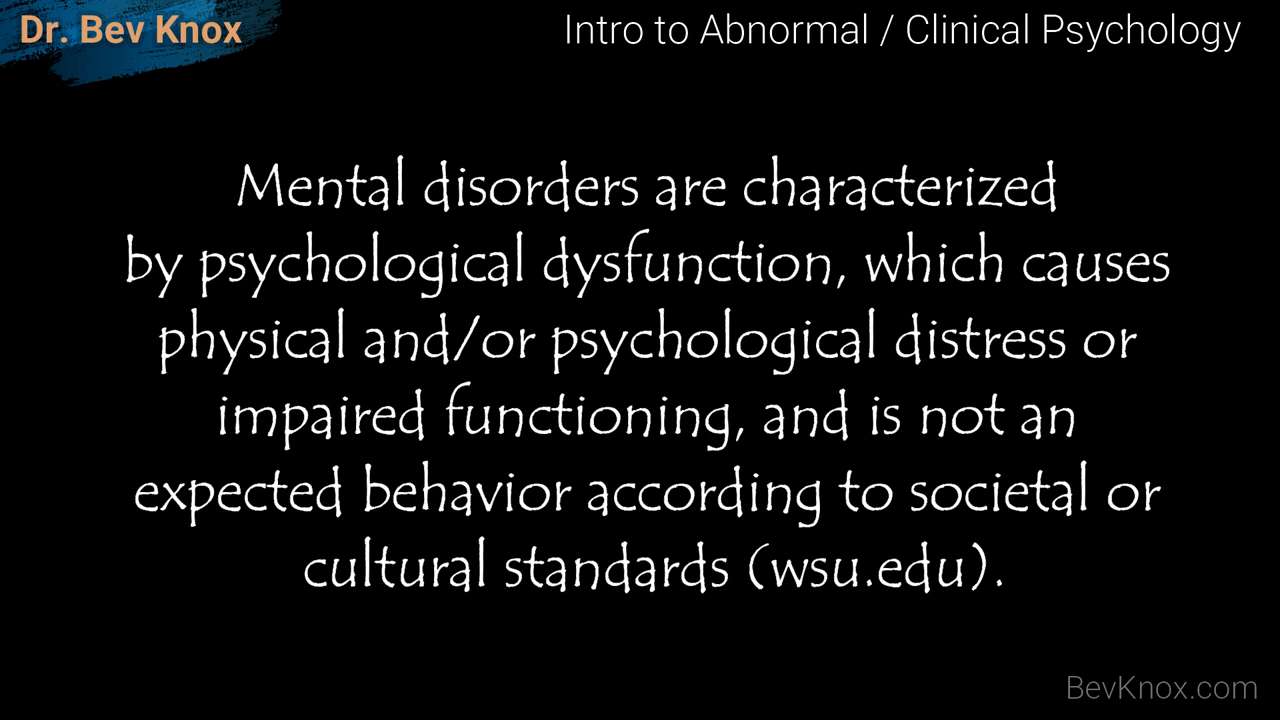 Dr. Bev Knox
Intro to Abnormal / Clinical Psychology
Mental disorders are characterized
by psychological dysfunction, which causes
physical and/or psychological distress or
impaired functioning, and is not an
expected behavior according to societal or
cultural standards (wsu.edu).
BevKnox.com